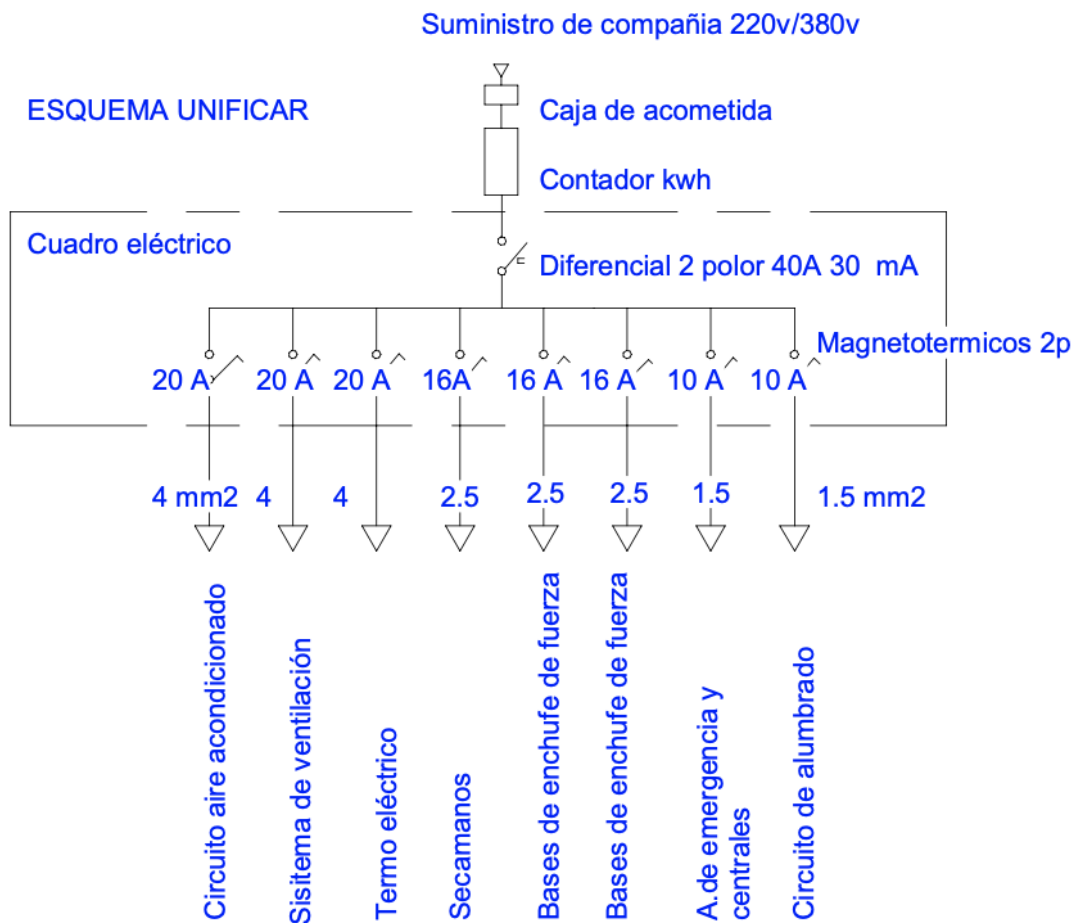 Suministro de compañia 220v/380v
ESQUEMA UNIFICAR
Caja de acometida
Contador kwh
Cuadro eléctrico
Diferencial 2 polor 40A 30 mA
Magnetotermicos 2p
20 A
20 A
20 A
16A
16 A
16 A
10 A
10 A
4 mm2
4
4
2.5
2.5
2.5
1.5
1.5 mm2
Circuito aire acondicionado
Sisitema de ventilación
Termo eléctrico
Secamanos
Bases de enchufe de fuerza
Bases de enchufe de fuerza
A.de emergencia y
centrales
Circuito de alumbrado